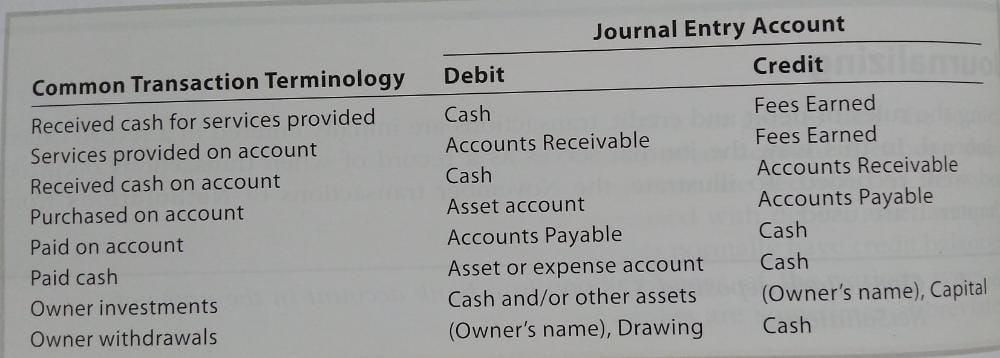 Journal Entry Account
Common Transaction Terminology Debit Credit
Received cash for services provided Cash Fees Earned
Services provided on account Accounts Receivable Fees Earned
Received cash on account Cash Accounts Receivable
Purchased on account Asset account Accounts Payable
Paid on account Accounts Payable Cash
Paid cash Asset or expense account Cash
Owner investments Cash and/or other assets (Owner's name), Capital
Owner withdrawals (Owner's name), Drawing Cash